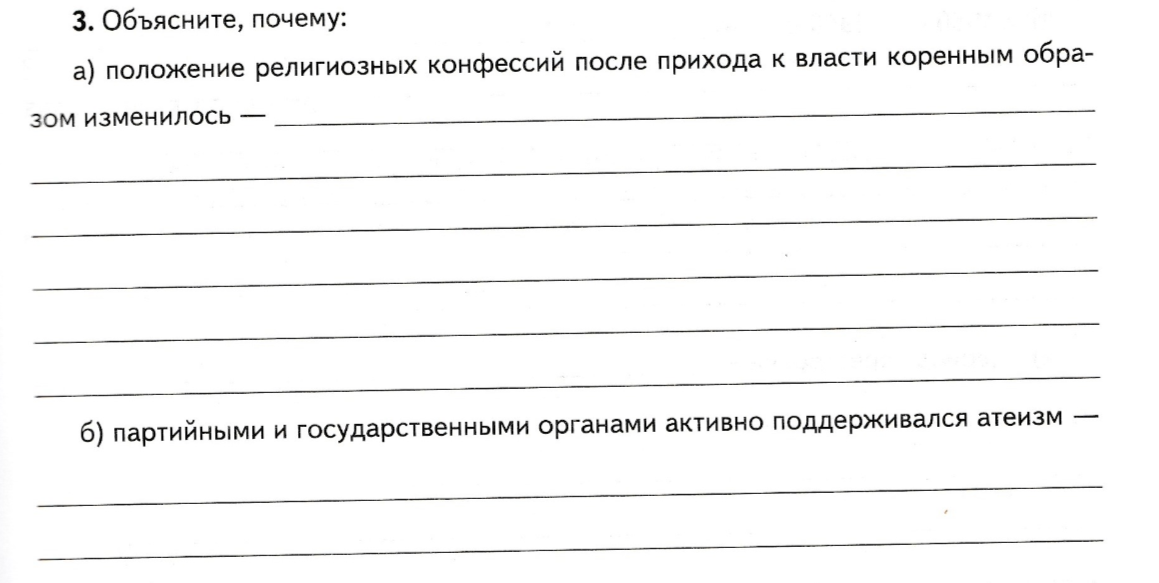 3. Объясните, почему:
а) положение религиозных конфессий после прихода к власти коренным обра-
зом изменилось —
б) партийными и государственными органами активно поддерживался атеизм —